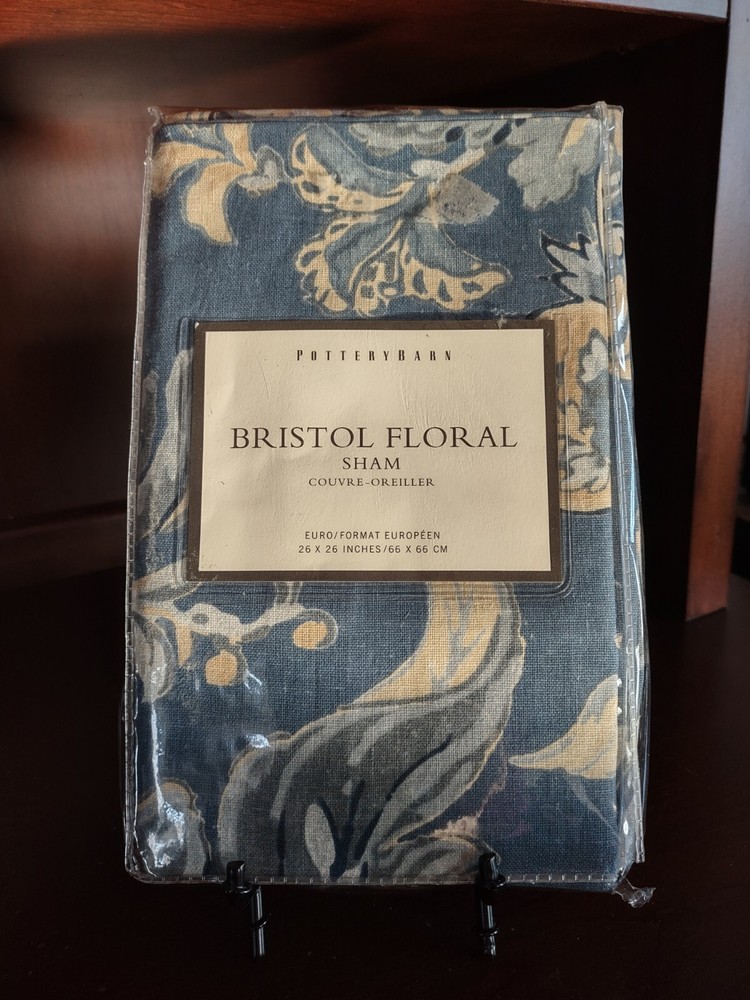 POTTERYBARN
BRISTOL FLORAL
SHAM
COUVRE-OREILLER
EURO/FORMAT EUROPÉEN
26 X 26 INCHES/66 X 66 CM